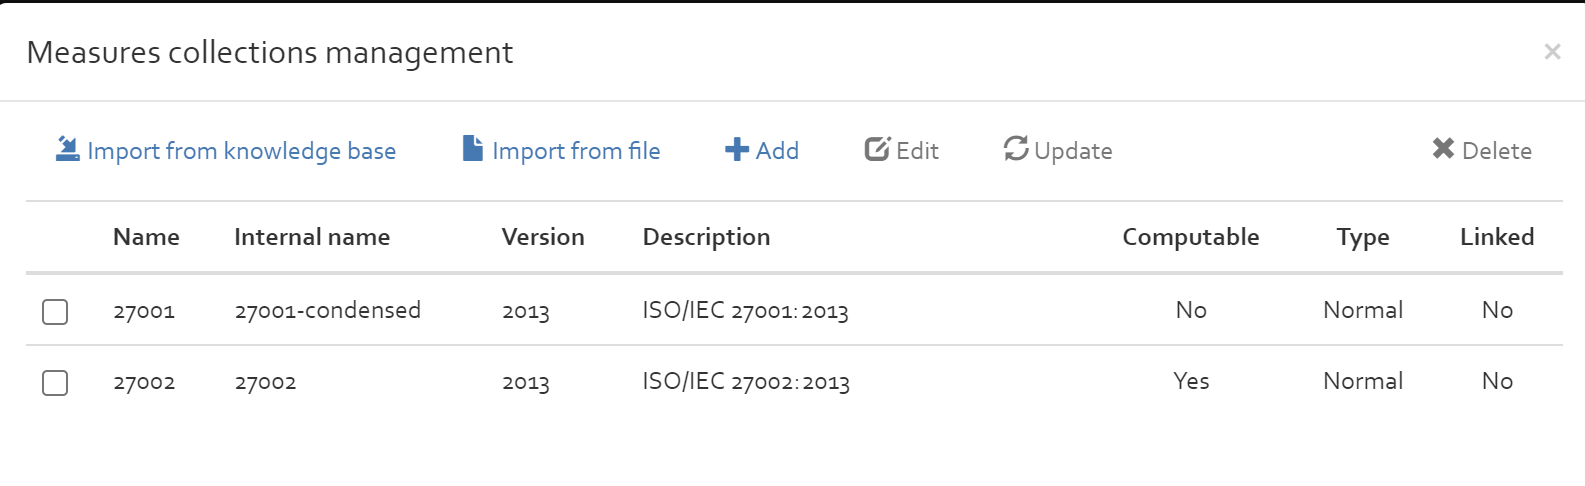 Measures collections management ×
Import from knowledge base Import from file Add Edit Update Delete
Name Internal name Version Description Computable Type Linked
27001 27001-condensed 2013 ISO/IEC 27001:2013 No Normal No
27002 27002 2013 ISO/IEC 27002:2013 Yes Normal No